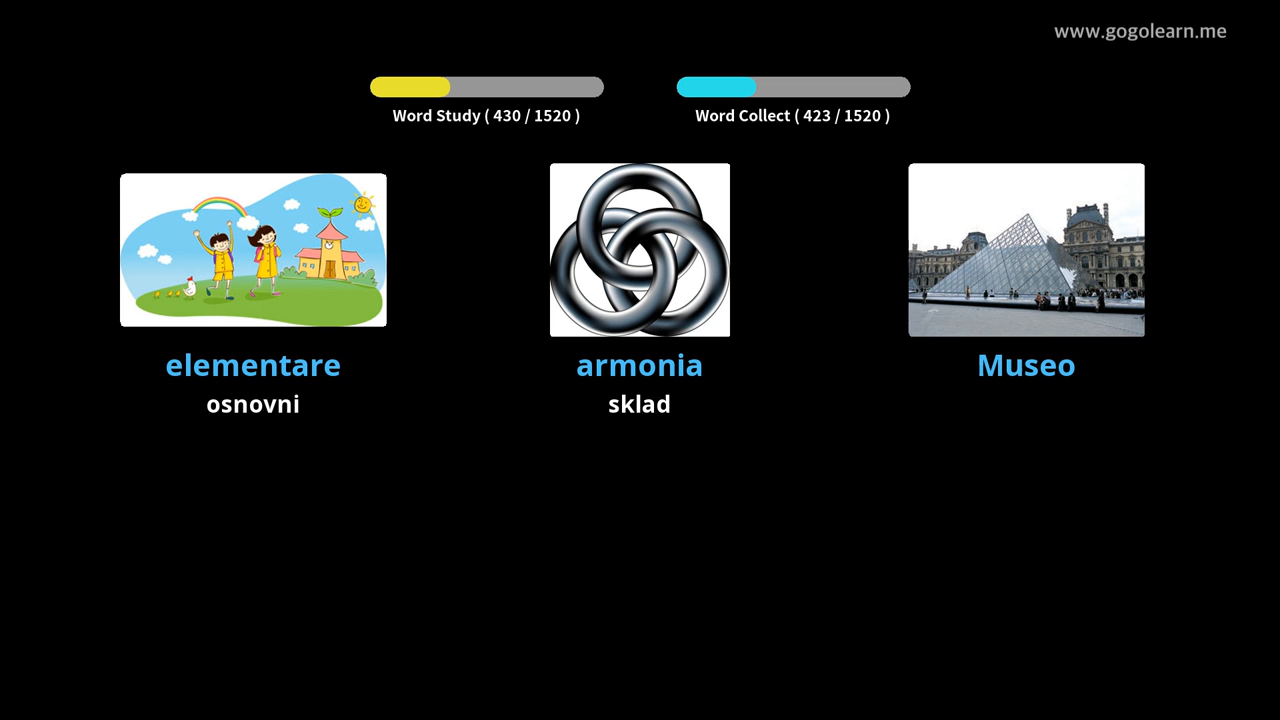 www.gogolearn.me
Word Study ( 430 / 1520 )
Word Collect ( 423 / 1520 )
elementare
osnovni
armonia
sklad
Museo